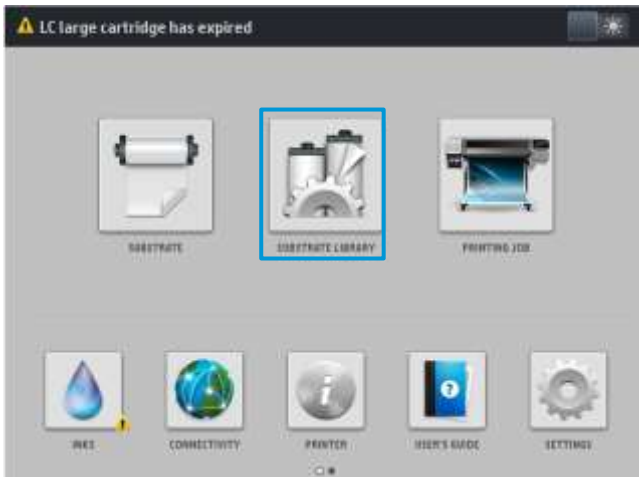 LC large cartridge has expired
SUBSTRATE
SUBSTRATE LIBRARY
PRINTING JOB
INKS
CONNECTIVITY
PRINTER
USER'S GUIDE
SETTINGS